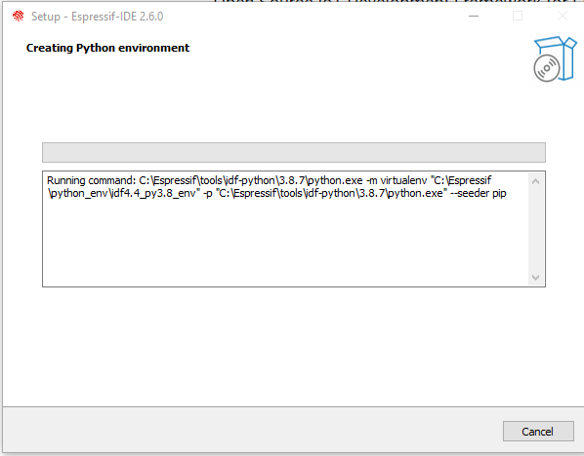 Setup - Espressif-IDE 2.6.0
Creating Python environment
Running command: C:\Espressif\tools\idf-python\3.8.7\python.exe -m virtualenv "C:\Espressif
\python_env\idf4.4_py3.8_env" -p "C:\Espressif\tools\idf-python\3.8.7\python.exe" --seeder pip
Cancel